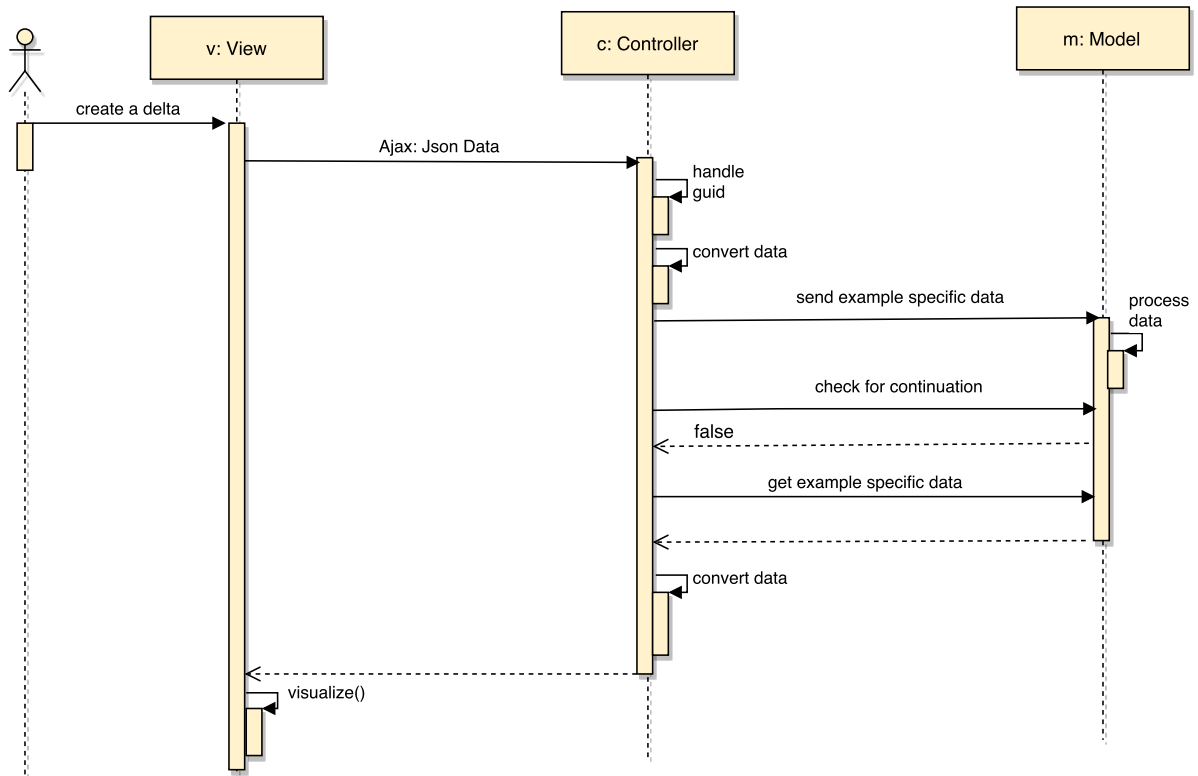 v: View
c: Controller
m: Model
create a delta
Ajax: Json Data
handle
guid
convert data
send example specific data
process
data
check for continuation
false
get example specific data
convert data
visualize()